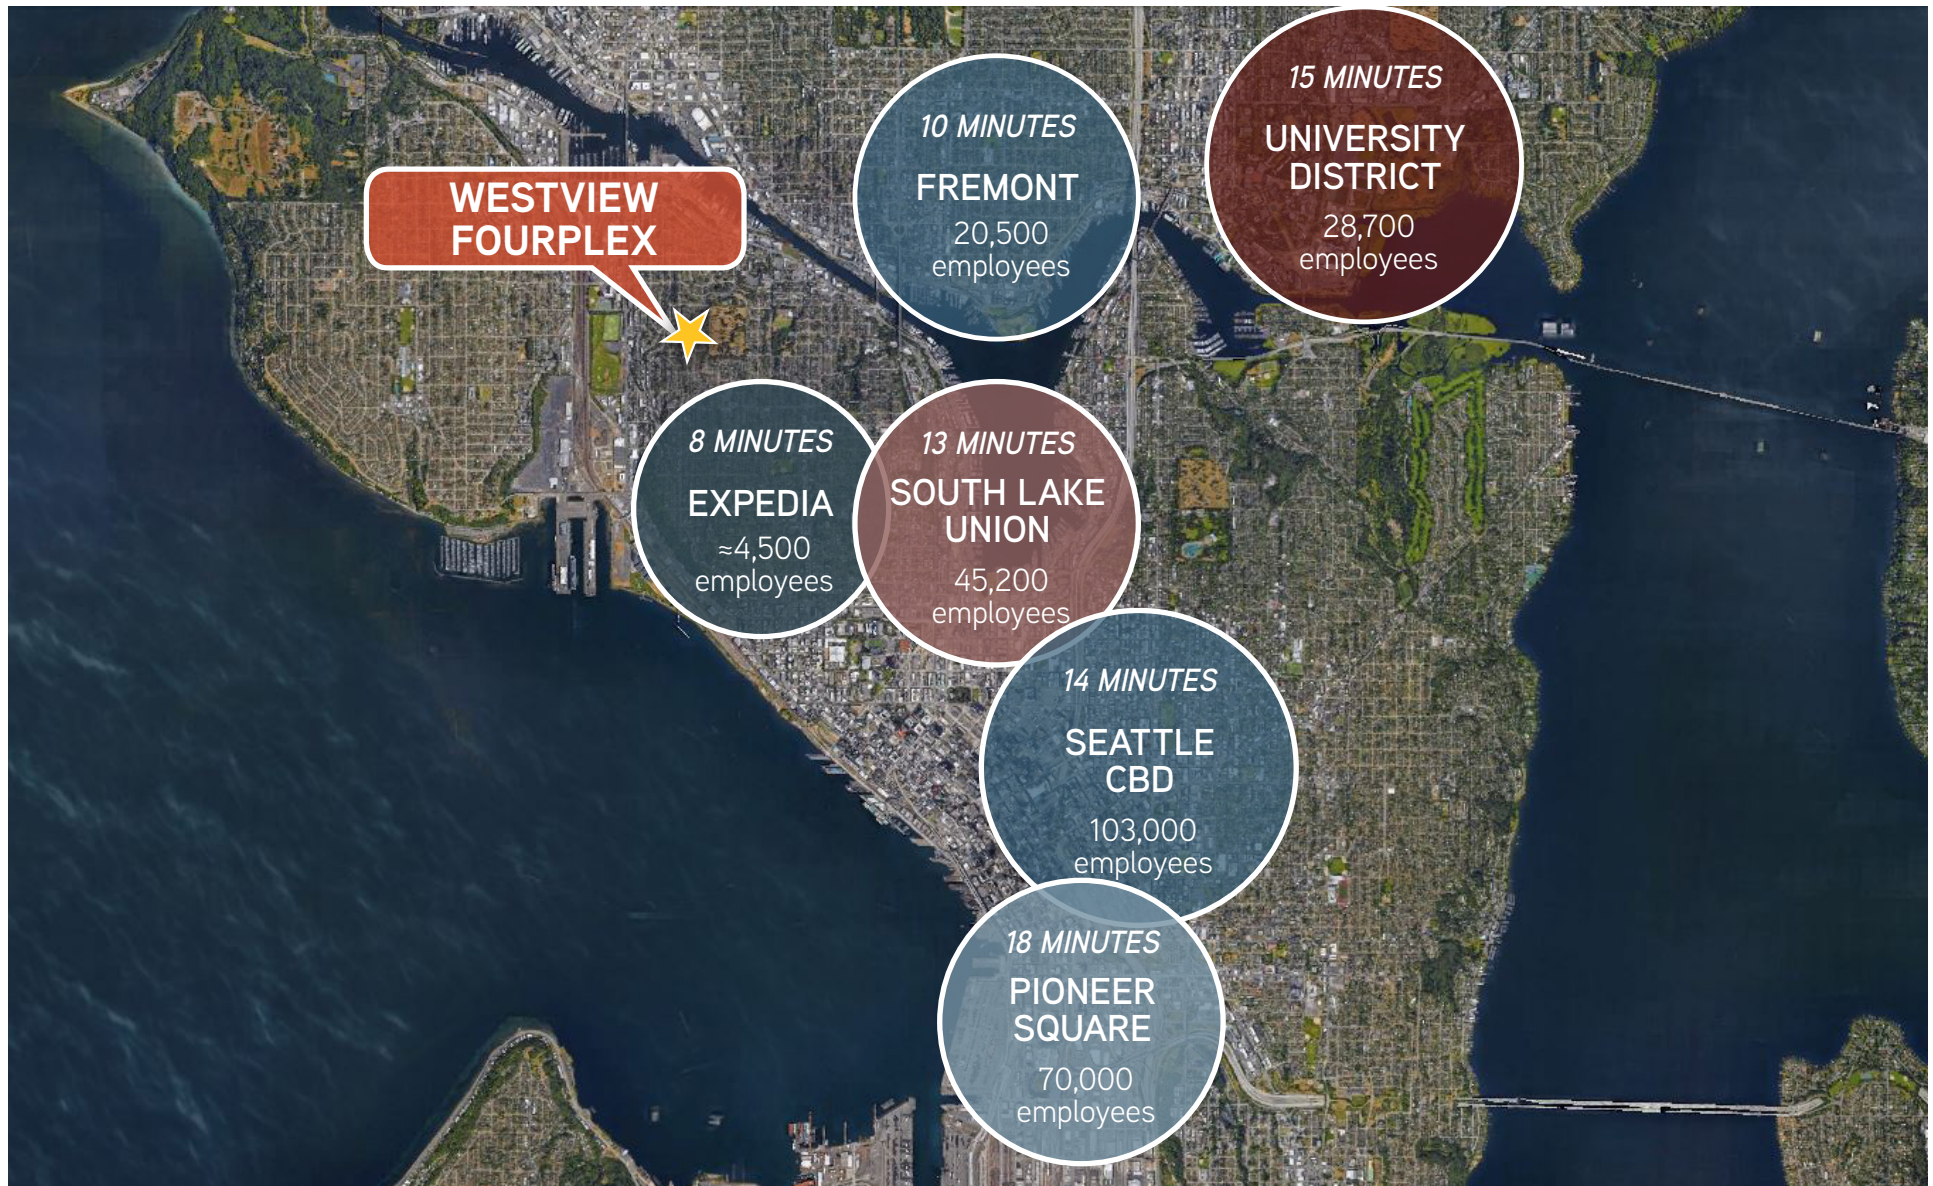 WESTVIEW
FOURPLEX
10 MINUTES
FREMONT
20,500
employees
15 MINUTES
UNIVERSITY
DISTRICT
28,700
employees
8 MINUTES
EXPEDIA
≈4,500
employees
13 MINUTES
SOUTH LAKE
UNION
45,200
employees
14 MINUTES
SEATTLE
CBD
103,000
employees
18 MINUTES
PIONEER
SQUARE
70,000
employees